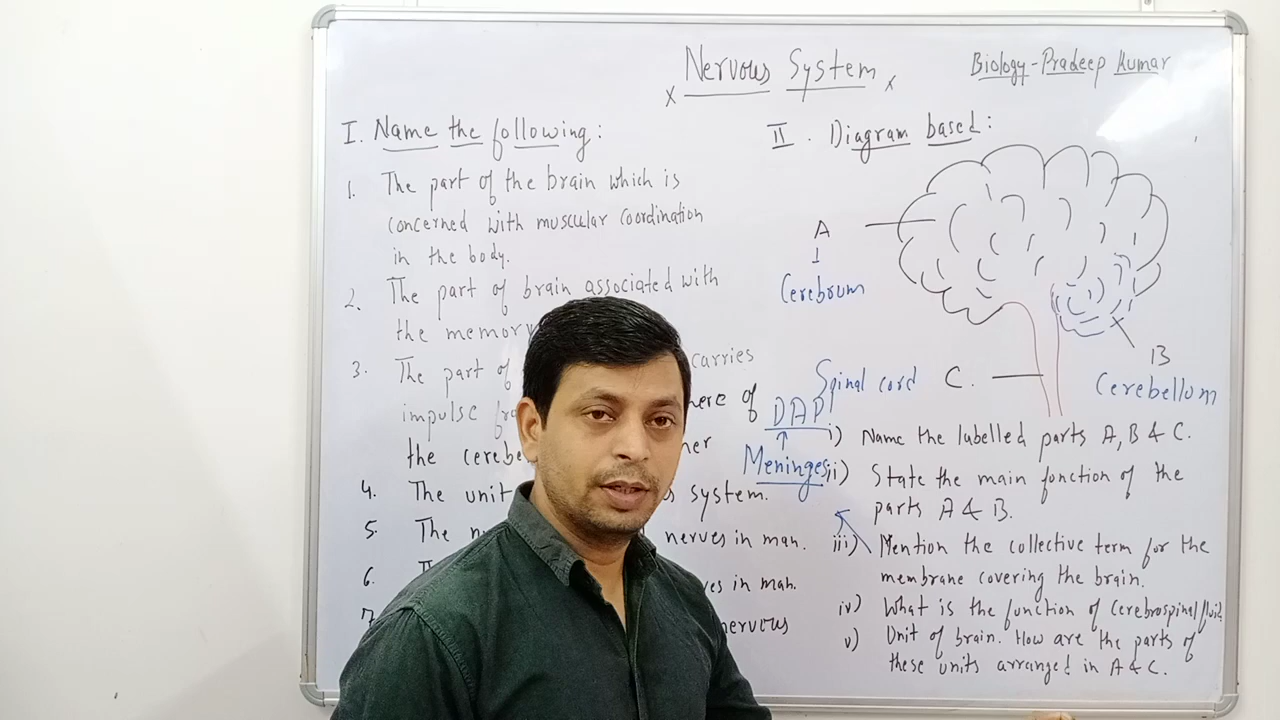 Nervous System
Biology-Pradeep Kumar
I. Name the following:
1. The part of the brain which is
concerned with muscular coordination
in the body.
2. The part of brain associated with
the memory
3. The part of carries
impulse here of
the
4. The unit system.
5. The nerves in man.
6. in man.
7. nervous
II. Diagram based:
A
Cerebrum
B
Cerebellum
C.
Spinal cord
DAP
Meninges
i) Name the labelled parts A, B & C.
ii) State the main function of the
parts A & B.
iii) Mention the collective term for the
membrane covering the brain.
iv) What is the function of cerebrospinal fluid
v) Unit of brain. How are the parts of
these units arranged in A & C.